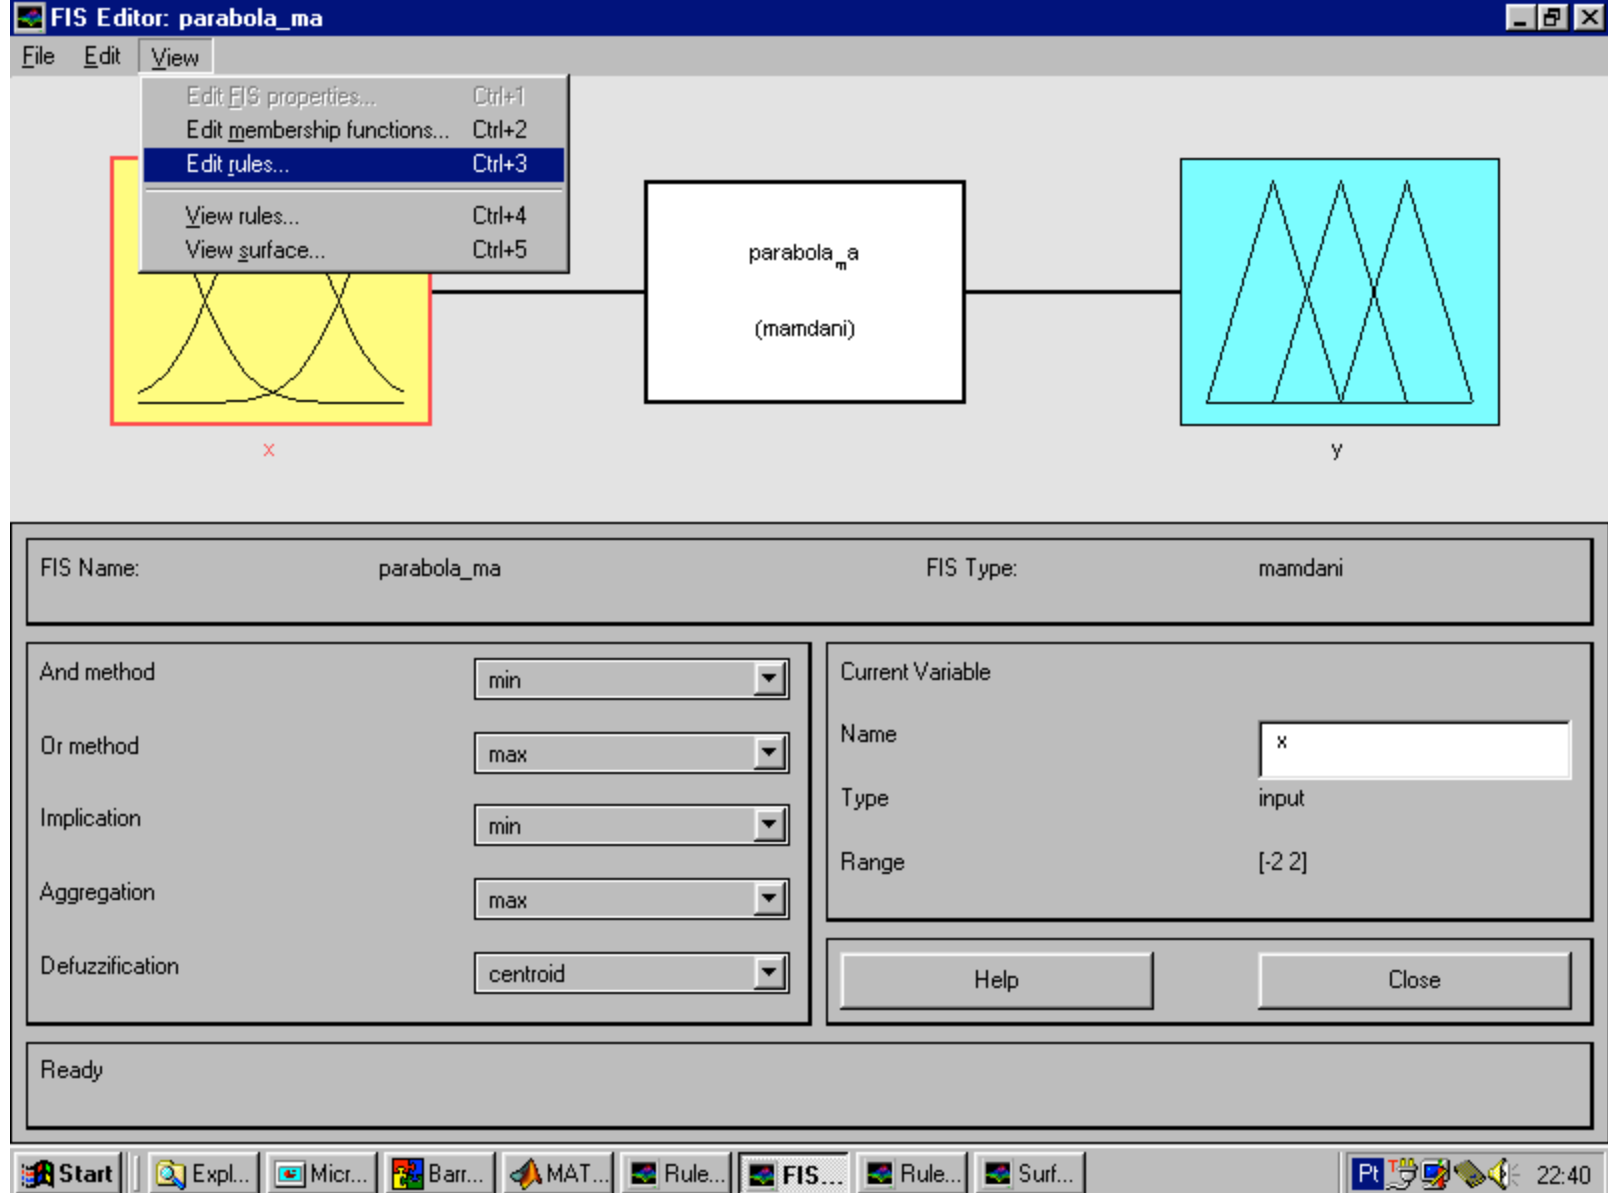 FIS Editor: parabola_ma
File Edit View
Edit FIS properties... Ctrl+1
Edit membership functions... Ctrl+2
Edit rules... Ctrl+3
View rules... Ctrl+4
View surface... Ctrl+5
parabola_ma
(mamdani)
x
y
FIS Name: parabola_ma FIS Type: mamdani
And method min
Or method max
Implication min
Aggregation max
Defuzzification centroid
Current Variable
Name x
Type input
Range [-2 2]
Help Close
Ready
Start Expl... Micr... Barr... MAT... Rule... FIS... Rule... Surf... Pt 22:40